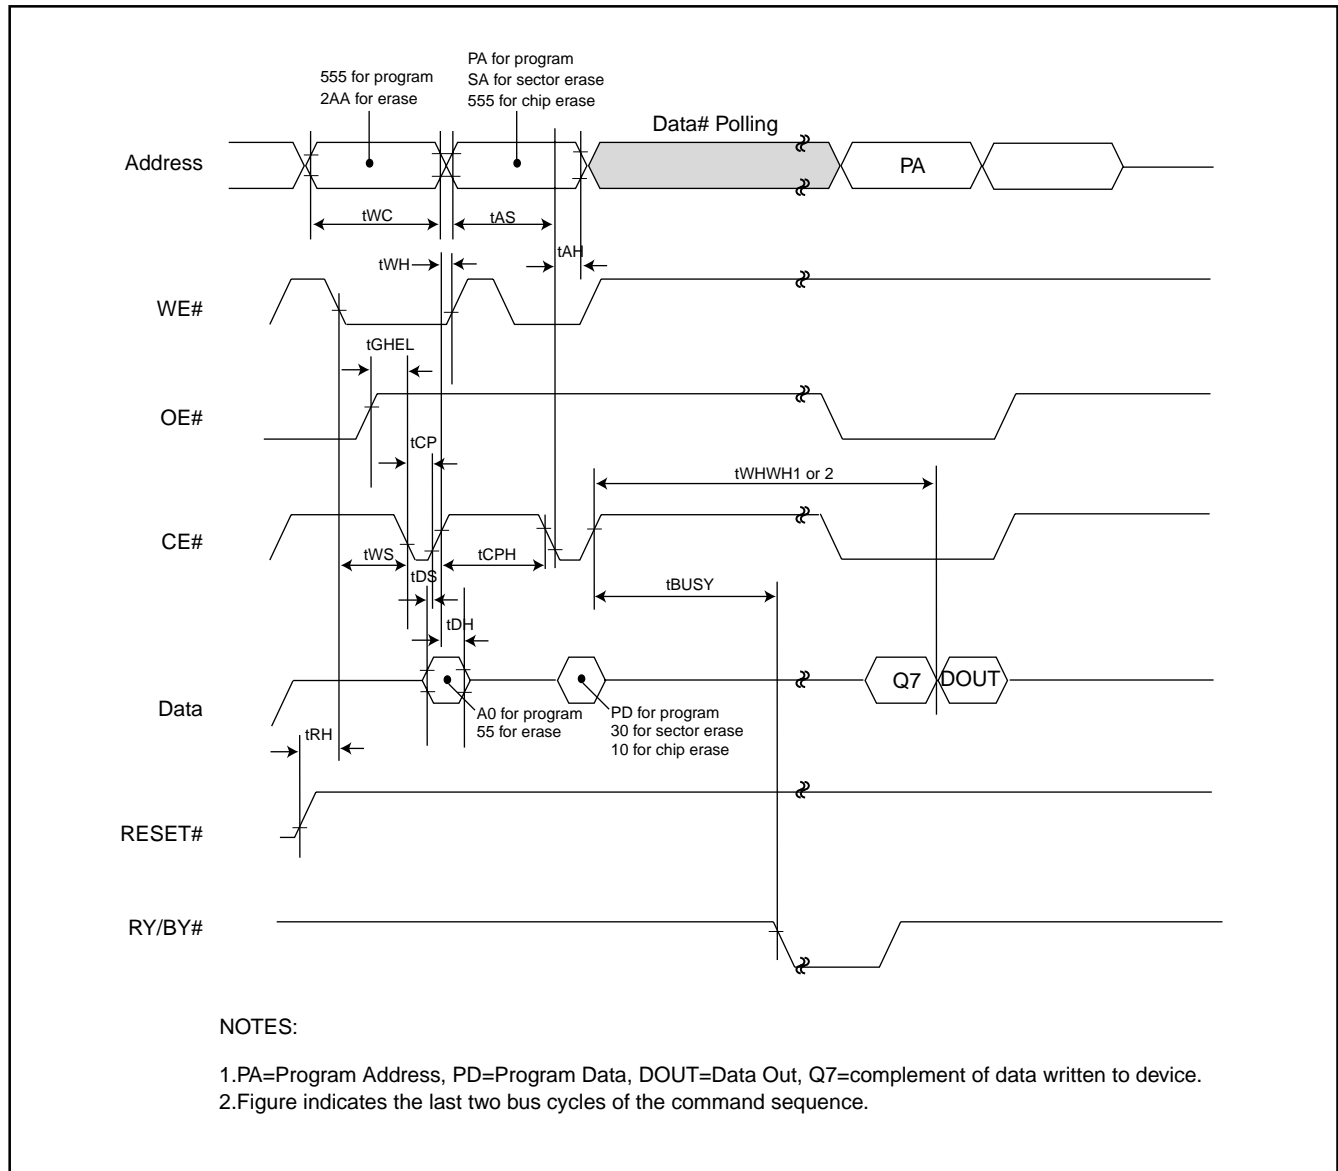 555 for program
2AA for erase
PA for program
SA for sector erase
555 for chip erase
Data# Polling
Address
PA
tWC
tAS
tAH
tWH
WE#
tGHEL
OE#
tCP
tWHWH1 or 2
CE#
tWS
tCPH
tDS
tBUSY
tDH
Q7
DOUT
Data
A0 for program
55 for erase
PD for program
30 for sector erase
10 for chip erase
tRH
RESET#
RY/BY#
NOTES:
1.PA=Program Address, PD=Program Data, DOUT=Data Out, Q7=complement of data written to device.
2.Figure indicates the last two bus cycles of the command sequence.